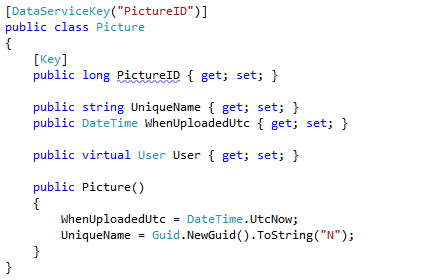 [DataServiceKey("PictureID")]
public class Picture
{
[Key]
public long PictureID { get; set; }
public string UniqueName { get; set; }
public DateTime WhenUploadedUtc { get; set; }
public virtual User User { get; set; }
public Picture()
{
WhenUploadedUtc = DateTime.UtcNow;
UniqueName = Guid.NewGuid().ToString("N");
}
}